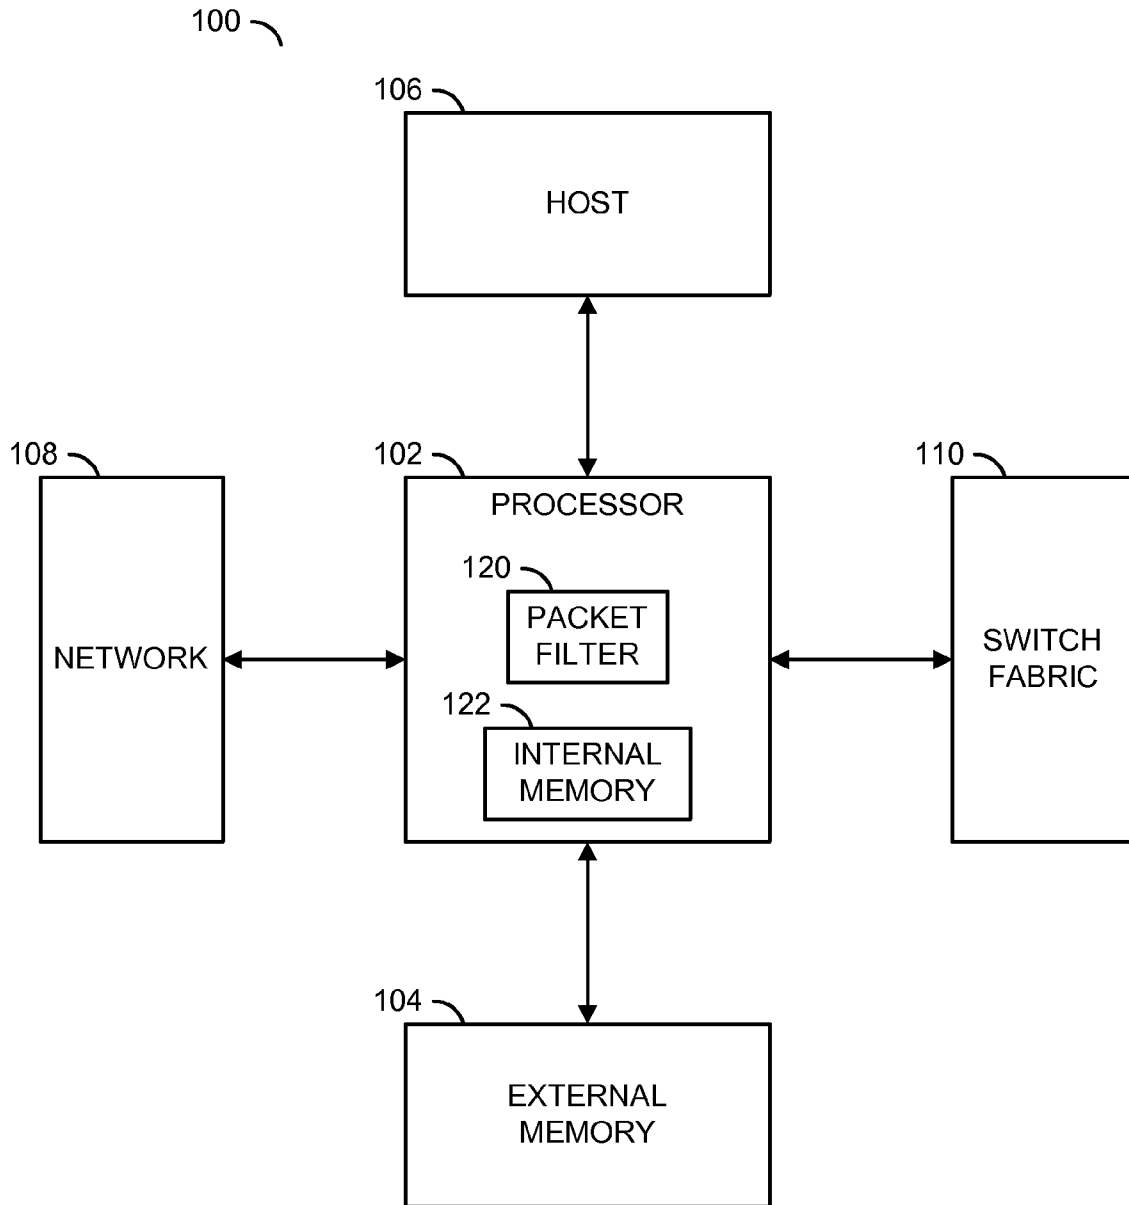 100
106
HOST
108
102
110
PROCESSOR
120
PACKET
FILTER
NETWORK
SWITCH
FABRIC
122
INTERNAL
MEMORY
104
EXTERNAL
MEMORY